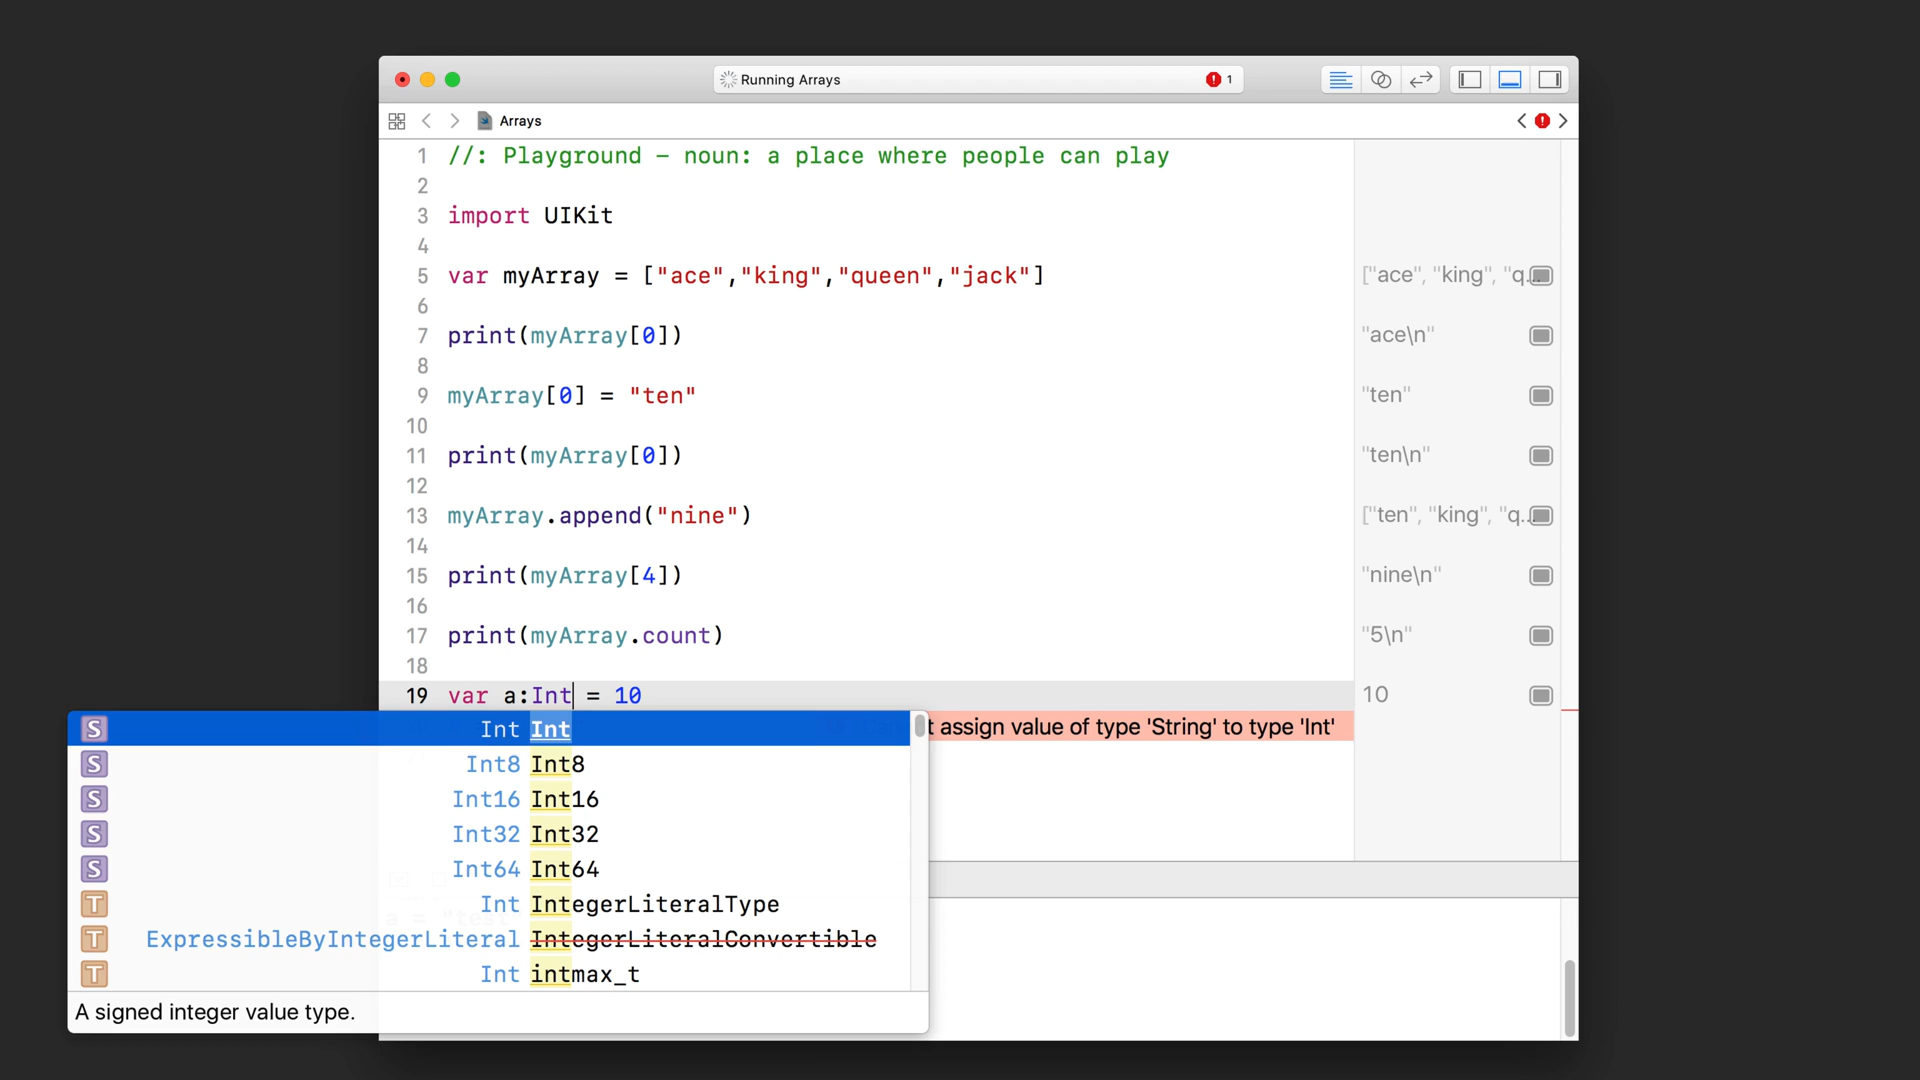 Running Arrays
1
Arrays
1 //: Playground – noun: a place where people can play
2
3 import UIKit
4
5 var myArray = ["ace","king","queen","jack"] ["ace", "king", "q...
6
7 print(myArray[0]) "ace\n"
8
9 myArray[0] = "ten" "ten"
10
11 print(myArray[0]) "ten\n"
12
13 myArray.append("nine") ["ten", "king", "q...
14
15 print(myArray[4]) "nine\n"
16
17 print(myArray.count) "5\n"
18
19 var a:Int = 10 10
S Int Int
assign value of type 'String' to type 'Int'
S Int8 Int8
S Int16 Int16
S Int32 Int32
S Int64 Int64
T Int IntegerLiteralType
T ExpressibleByIntegerLiteral IntegerLiteralConvertible
T Int intmax_t
A signed integer value type.